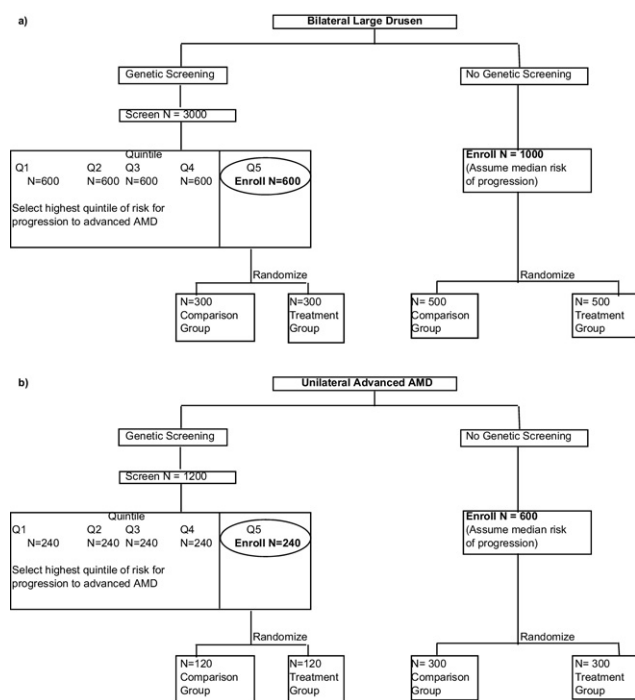 a)
Bilateral Large Drusen
Genetic Screening
No Genetic Screening
Screen N = 3000
Quintile
Q1 Q2 Q3 Q4 Q5
N=600 N=600 N=600 N=600 Enroll N=600
Select highest quintile of risk for
progression to advanced AMD
Enroll N = 1000
(Assume median risk
of progression)
Randomize
Randomize
N=300
Comparison
Group
N=300
Treatment
Group
N= 500
Comparison
Group
N= 500
Treatment
Group
b)
Unilateral Advanced AMD
Genetic Screening
No Genetic Screening
Screen N = 1200
Quintile
Q1 Q2 Q3 Q4 Q5
N=240 N=240 N=240 N=240 Enroll N=240
Select highest quintile of risk for
progression to advanced AMD
Enroll N = 600
(Assume median risk
of progression)
Randomize
Randomize
N=120
Comparison
Group
N=120
Treatment
Group
N= 300
Comparison
Group
N= 300
Treatment
Group